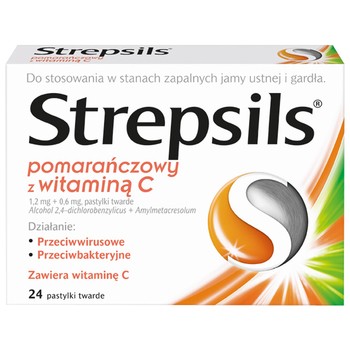 Do stosowania w stanach zapalnych jamy ustnej i gardła.
Strepsils®
pomarańczowy
z witaminą C
1,2 mg + 0,6 mg, pastylki twarde
Alcohol 2,4-dichlorobenzylicus + Amylmetacresolum
Działanie:
• Przeciwwirusowe
• Przeciwbakteryjne
Zawiera witaminę C
24 pastylki twarde